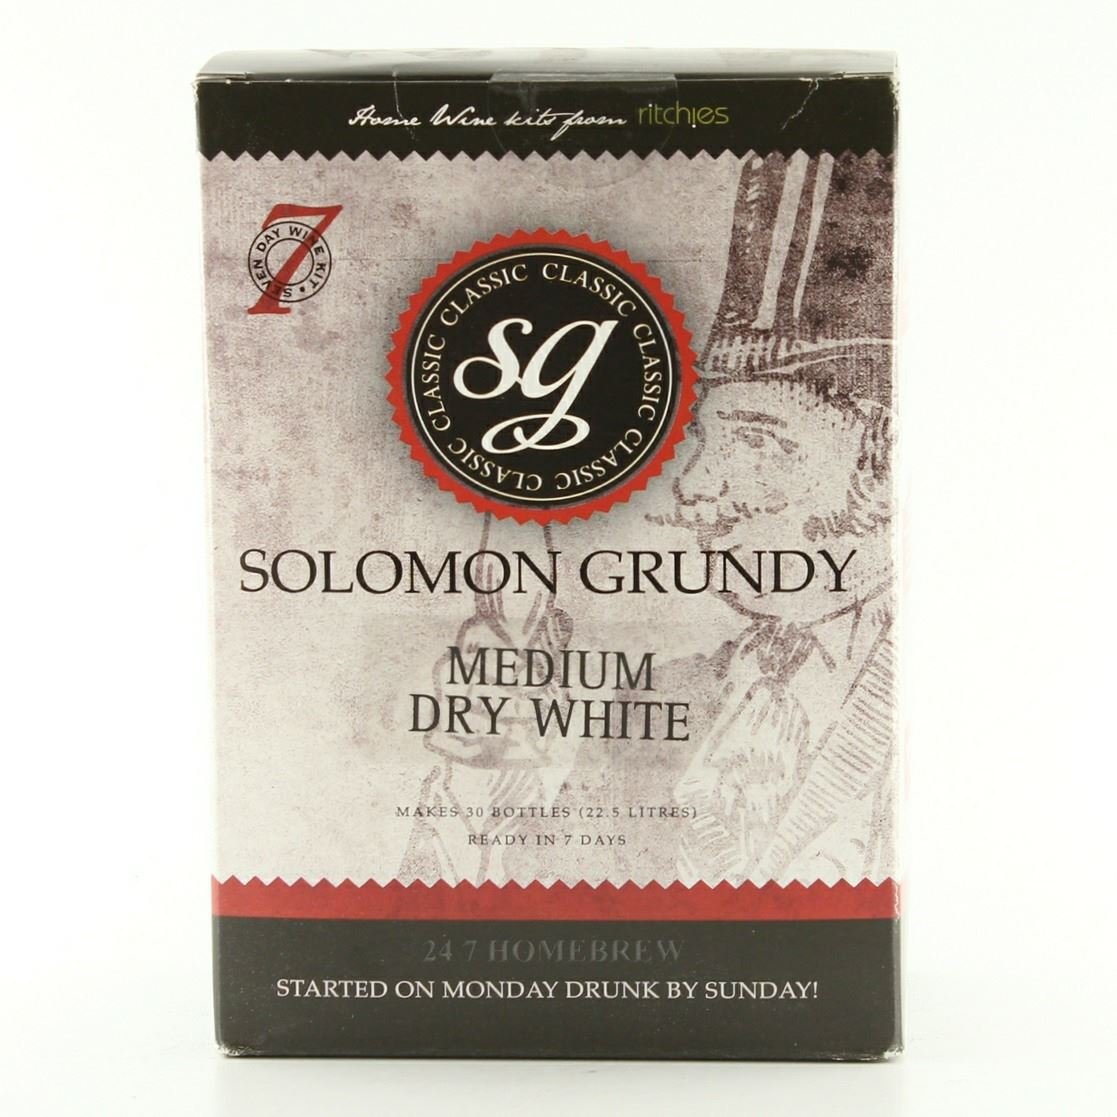 Home Wine kits from ritchies
7
SEVEN DAY WINE KIT •
CLASSIC CLASSIC CLASSIC CLASSIC CLASSIC CLASSIC CLASSIC
sg
SOLOMON GRUNDY
MEDIUM
DRY WHITE
MAKES 30 BOTTLES (22.5 LITRES)
READY IN 7 DAYS
24 7 HOMEBREW
STARTED ON MONDAY DRUNK BY SUNDAY!